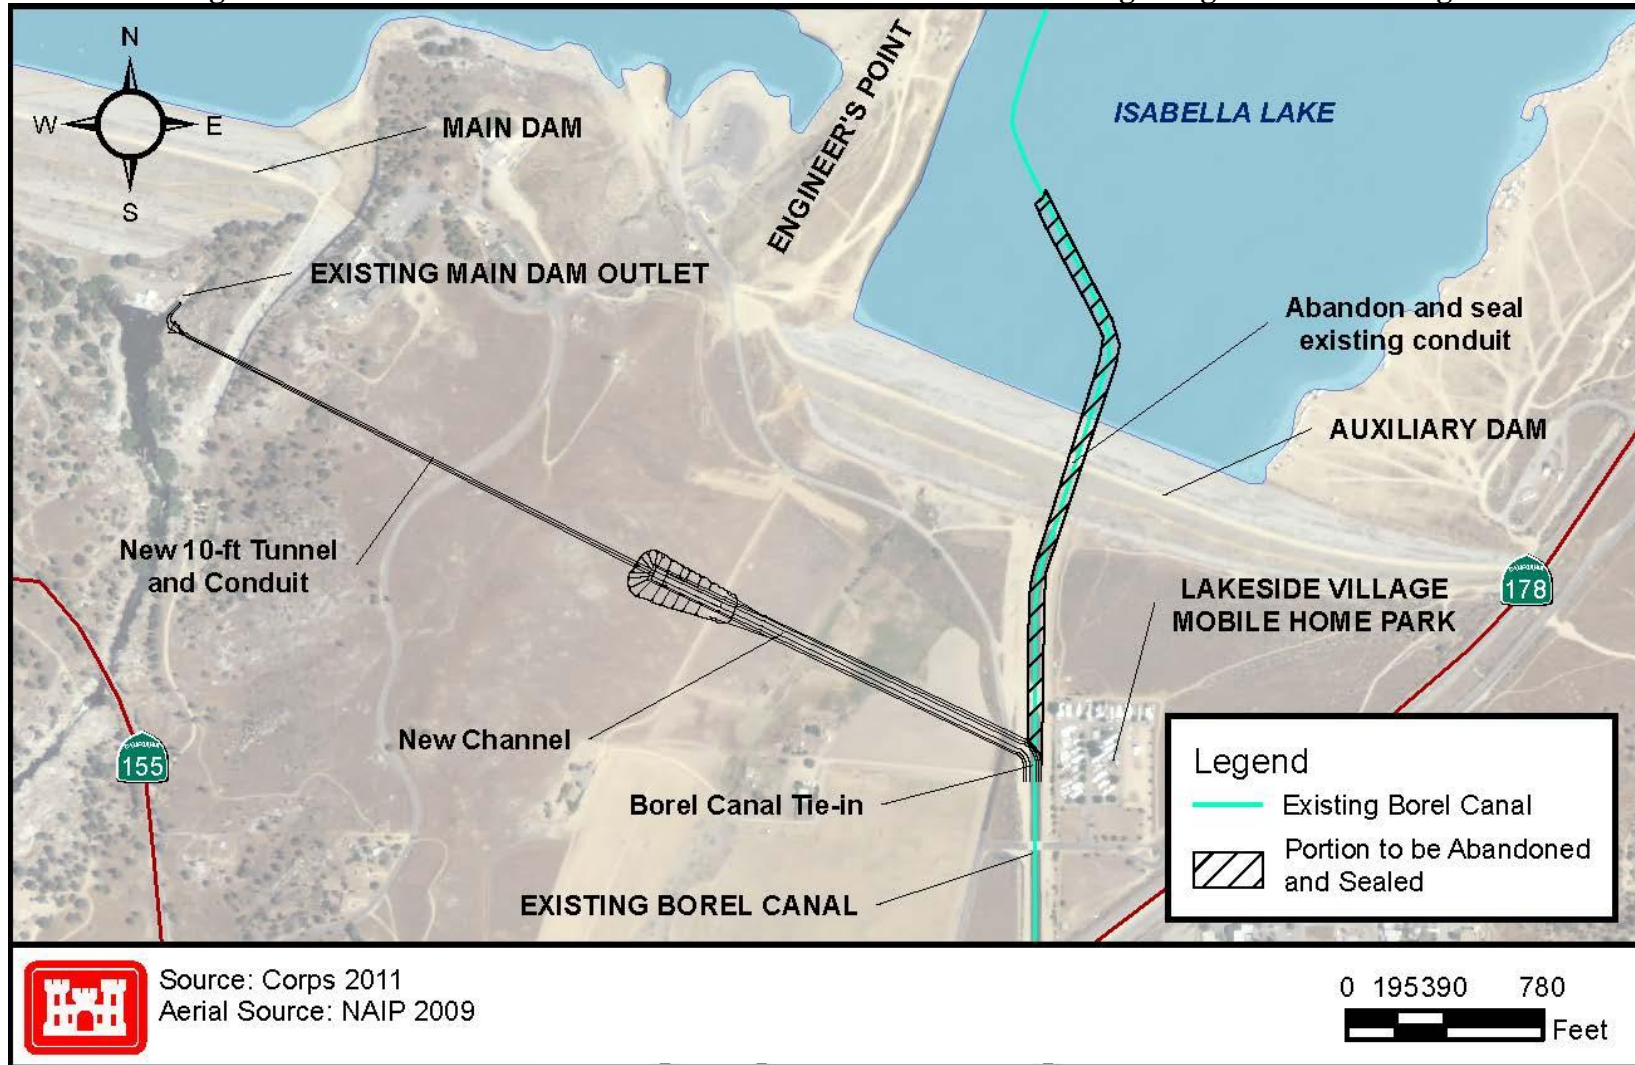 N
W
E
S
MAIN DAM
ENGINEER'S POINT
ISABELLA LAKE
EXISTING MAIN DAM OUTLET
Abandon and seal
existing conduit
AUXILIARY DAM
New 10-ft Tunnel
and Conduit
LAKESIDE VILLAGE
MOBILE HOME PARK
178
155
New Channel
Borel Canal Tie-in
EXISTING BOREL CANAL
Legend
Existing Borel Canal
Portion to be Abandoned
and Sealed
Source: Corps 2011
Aerial Source: NAIP 2009
0 195390 780
Feet